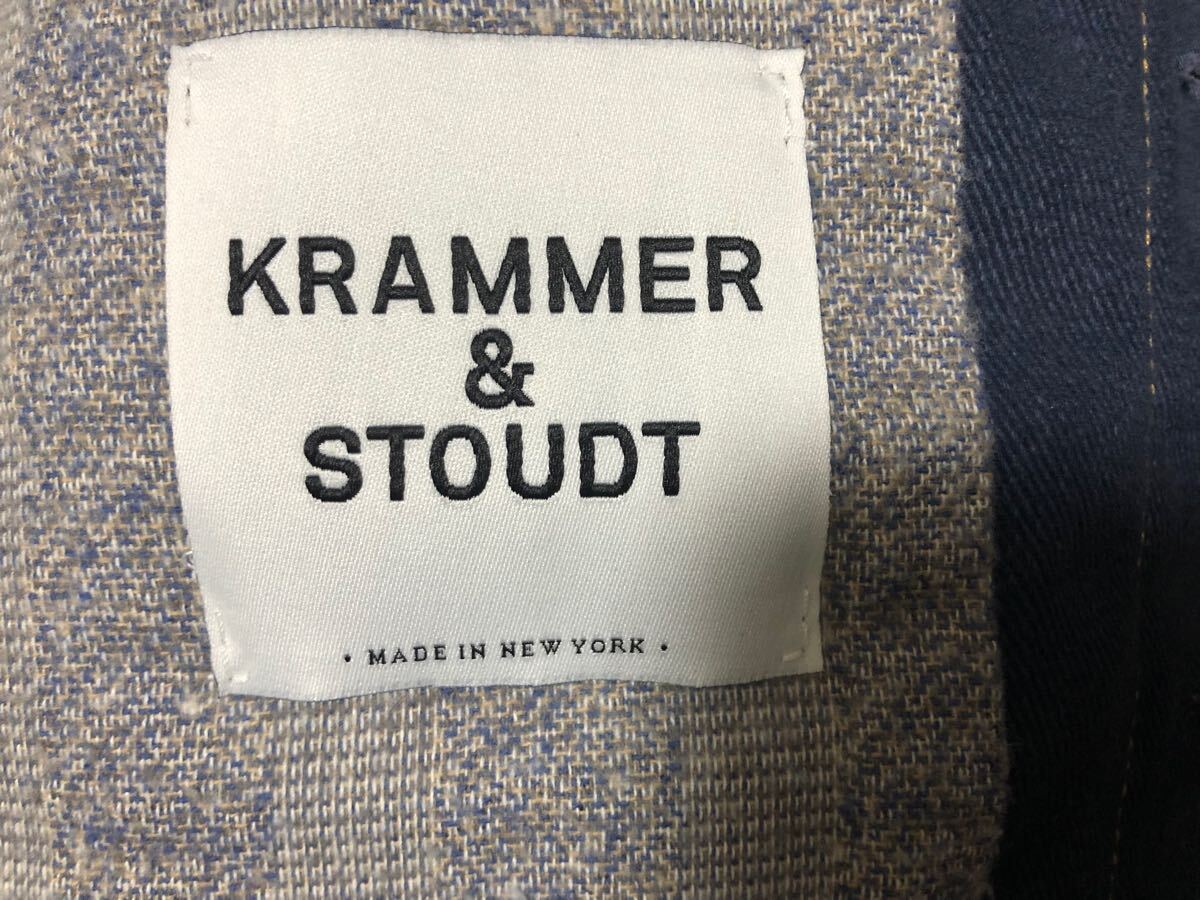 KRAMMER
&
STOUDT
• MADE IN NEW YORK •